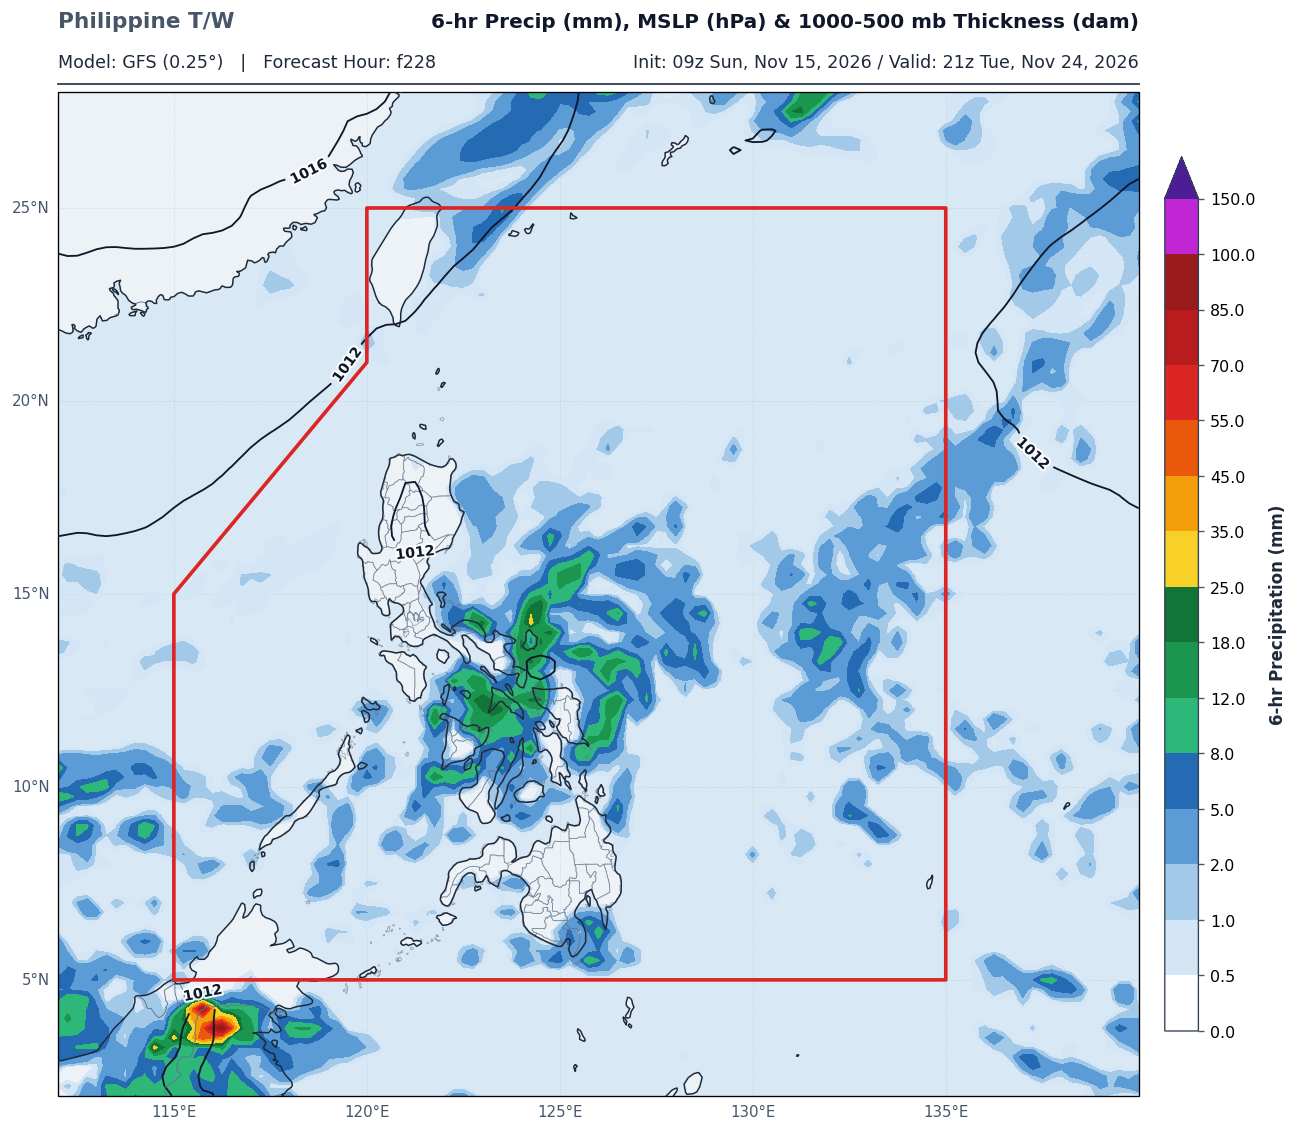 Philippine T/W
6-hr Precip (mm), MSLP (hPa) & 1000-500 mb Thickness (dam)
Model: GFS (0.25°) | Forecast Hour: f228
Init: 09z Sun, Nov 15, 2026 / Valid: 21z Tue, Nov 24, 2026
1016
1012
1012
1012
1012
25°N
20°N
15°N
10°N
5°N
115°E
120°E
125°E
130°E
135°E
150.0
100.0
85.0
70.0
55.0
45.0
35.0
25.0
18.0
12.0
8.0
5.0
2.0
1.0
0.5
0.0
6-hr Precipitation (mm)